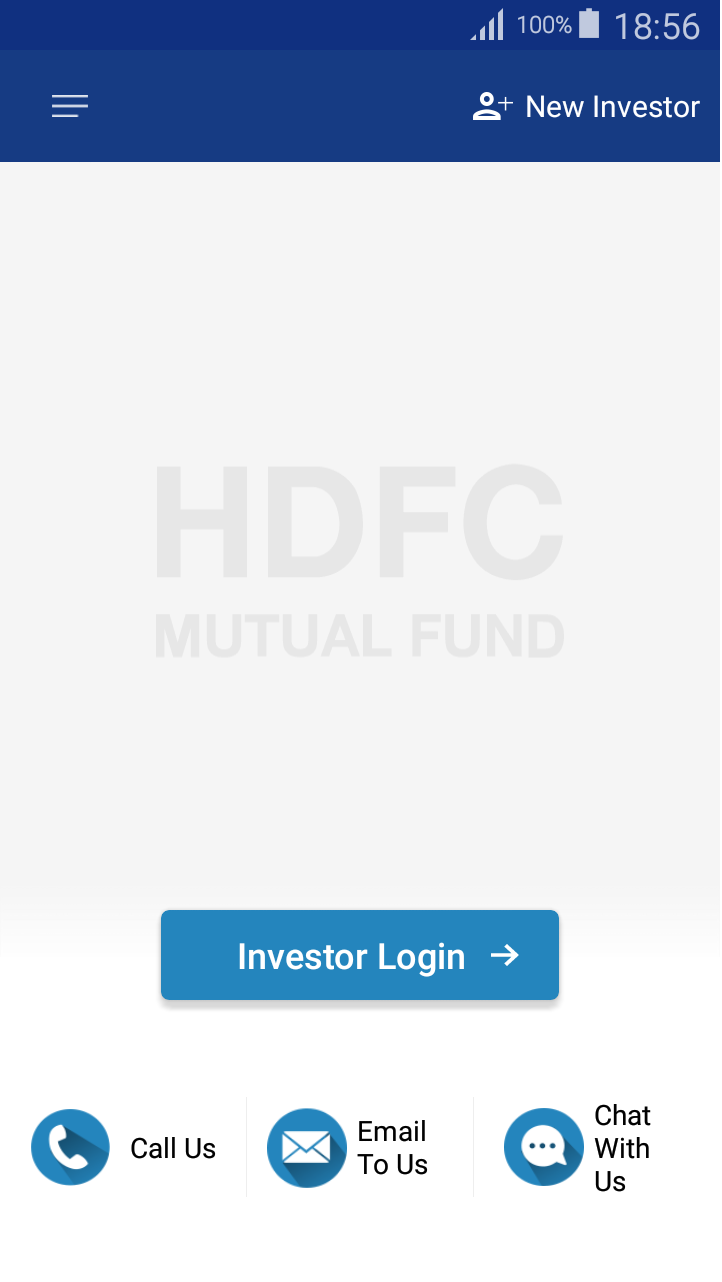 100% 18:56
New Investor
HDFC
MUTUAL FUND
Investor Login
Call Us
Email
To Us
Chat
With
Us